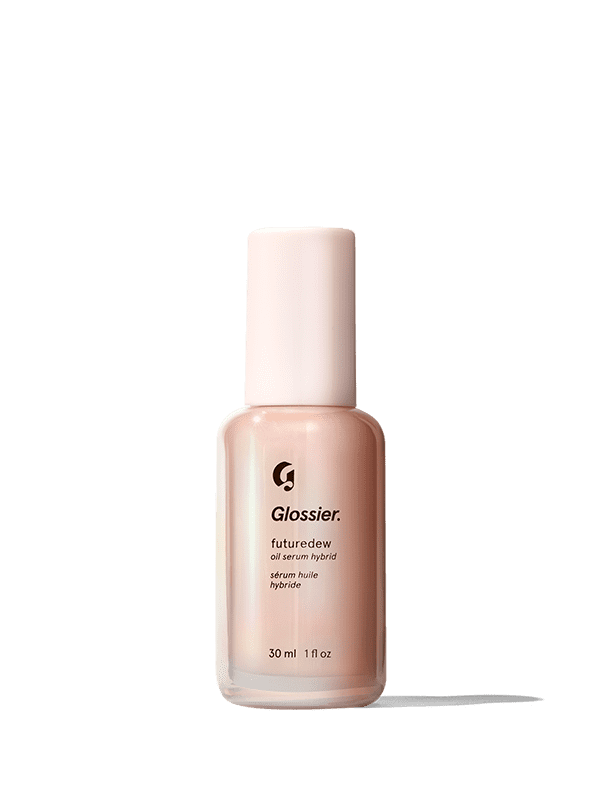 G
Glossier.
futuredew
oil serum hybrid
sérum huile
hybride
30 ml 1 fl oz